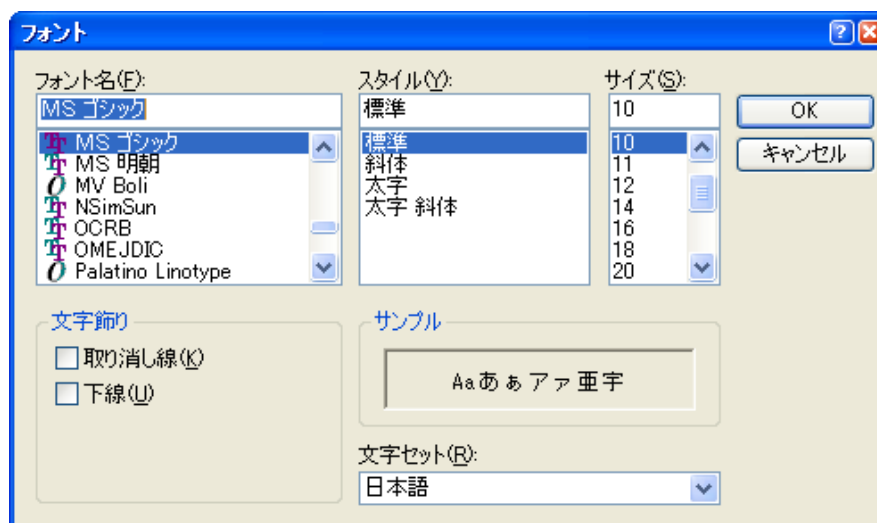 フォント
フォント名(F):
MS ゴシック
MS ゴシック
MS 明朝
MV Boli
NSimSun
OCRB
OMEJDIC
Palatino Linotype
スタイル(Y):
標準
標準
斜体
太字
太字 斜体
サイズ(S):
10
10
11
12
14
16
18
20
OK
キャンセル
文字飾り
取り消し線(K)
下線(U)
サンプル
Aaあぁアァ亜宇
文字セット(R):
日本語